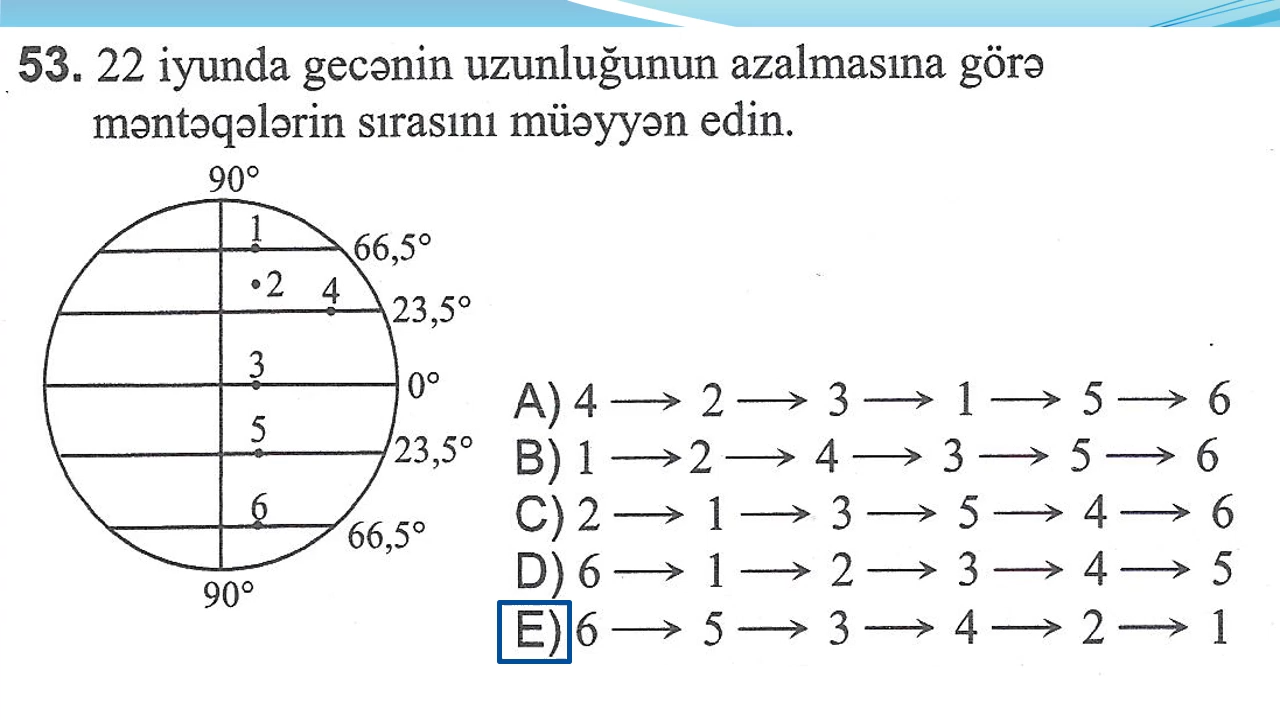 53. 22 iyunda gecənin uzunluğunun azalmasına görə
məntəqələrin sırasını müəyyən edin.
90°
1
66,5°
•2 4
23,5°
3
0°
5
23,5°
6
66,5°
90°
A) 4 → 2 → 3 → 1 → 5 → 6
B) 1 → 2 → 4 → 3 → 5 → 6
C) 2 → 1 → 3 → 5 → 4 → 6
D) 6 → 1 → 2 → 3 → 4 → 5
E) 6 → 5 → 3 → 4 → 2 → 1